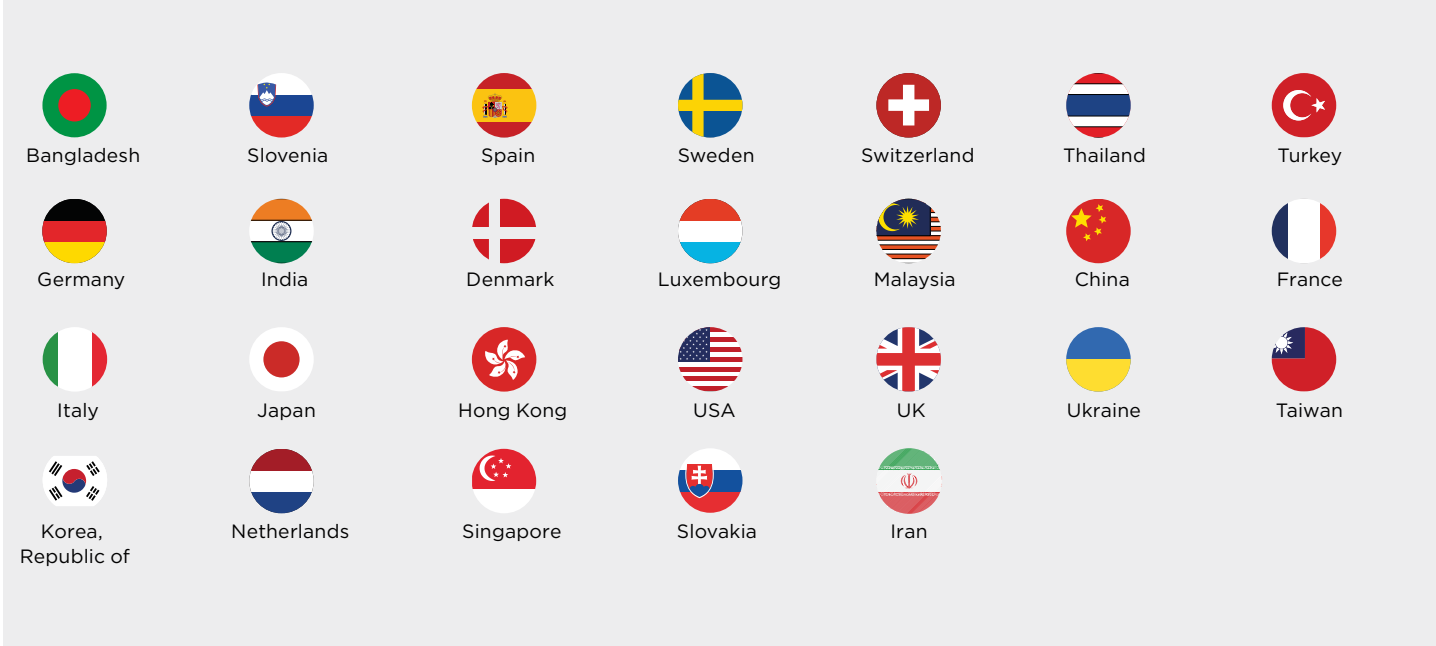 Bangladesh
Slovenia
Spain
Sweden
Switzerland
Thailand
Turkey
Germany
India
Denmark
Luxembourg
Malaysia
China
France
Italy
Japan
Hong Kong
USA
UK
Ukraine
Taiwan
Korea,
Republic of
Netherlands
Singapore
Slovakia
Iran